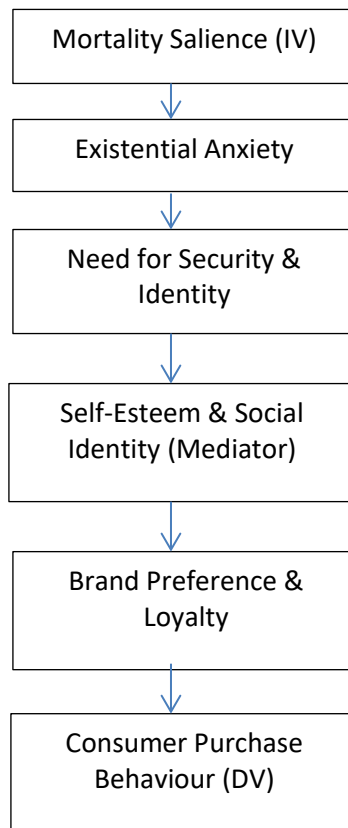 Mortality Salience (IV)
Existential Anxiety
Need for Security &
Identity
Self-Esteem & Social
Identity (Mediator)
Brand Preference &
Loyalty
Consumer Purchase
Behaviour (DV)